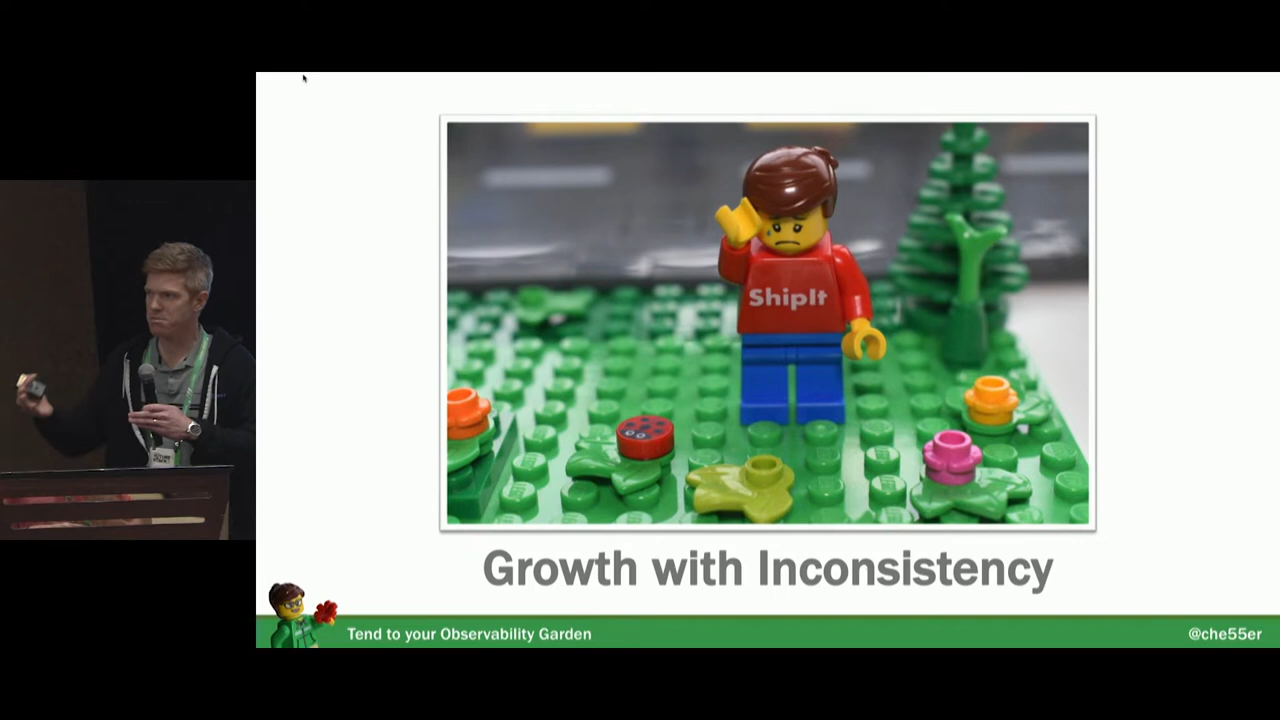 ShipIt
Growth with Inconsistency
Tend to your Observability Garden
@che55er